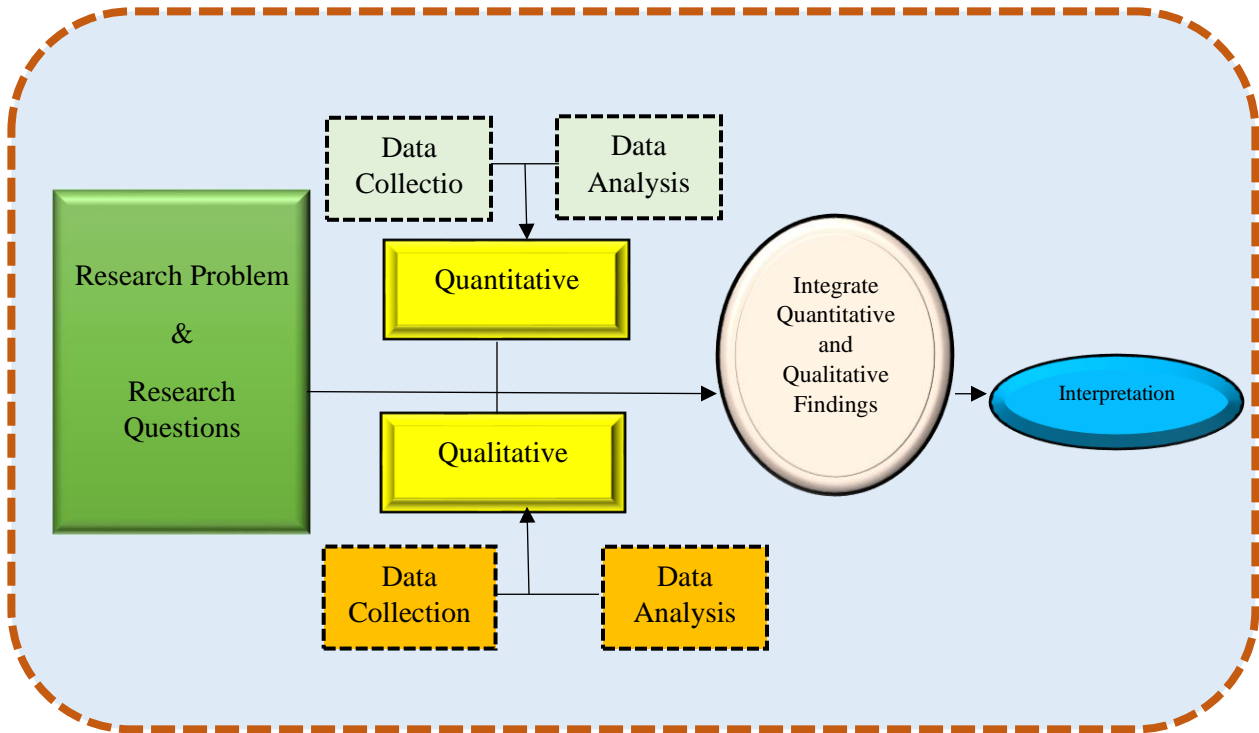 Data
Collectio
Data
Analysis
Research Problem
&
Research
Questions
Quantitative
Qualitative
Integrate
Quantitative
and
Qualitative
Findings
Interpretation
Data
Collection
Data
Analysis